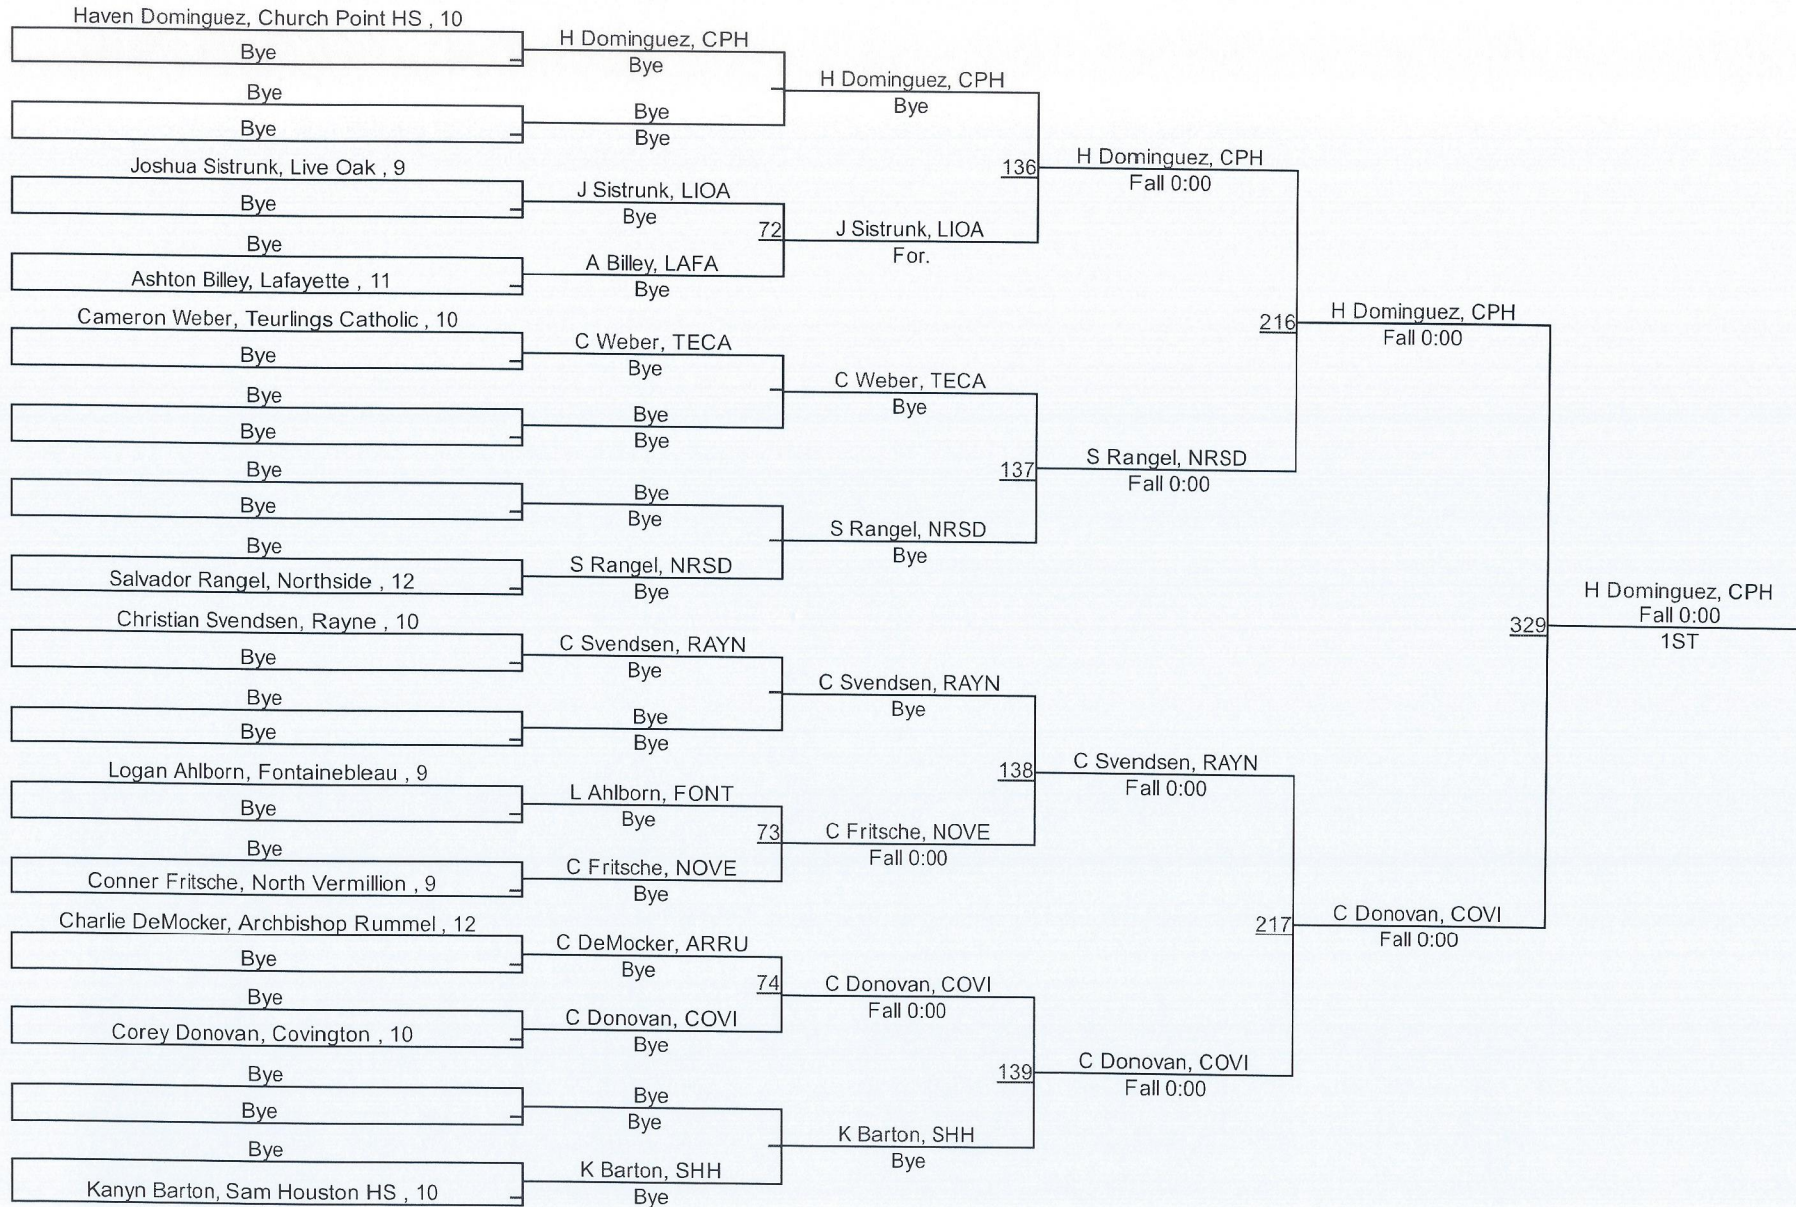 Haven Dominguez, Church Point HS , 10
Bye
Bye
Bye
Joshua Sistrunk, Live Oak , 9
Bye
Bye
Ashton Billey, Lafayette , 11
Cameron Weber, Teurlings Catholic , 10
Bye
Bye
Bye
Bye
Bye
Bye
Salvador Rangel, Northside , 12
Christian Svendsen, Rayne , 10
Bye
Bye
Bye
Logan Ahlborn, Fontainebleau , 9
Bye
Bye
Conner Fritsche, North Vermillion , 9
Charlie DeMocker, Archbishop Rummel , 12
Bye
Bye
Corey Donovan, Covington , 10
Bye
Bye
Bye
Kanyn Barton, Sam Houston HS , 10
H Dominguez, CPH
Bye
Bye
Bye
J Sistrunk, LIOA
Bye
72
A Billey, LAFA
Bye
C Weber, TECA
Bye
Bye
Bye
Bye
Bye
S Rangel, NRSD
Bye
C Svendsen, RAYN
Bye
Bye
Bye
L Ahlborn, FONT
Bye
73
C Fritsche, NOVE
Bye
C DeMocker, ARRU
Bye
74
C Donovan, COVI
Bye
Bye
Bye
K Barton, SHH
Bye
H Dominguez, CPH
Bye
136
J Sistrunk, LIOA
For.
C Weber, TECA
Bye
137
S Rangel, NRSD
Bye
C Svendsen, RAYN
Bye
138
C Fritsche, NOVE
Fall 0:00
C Donovan, COVI
Fall 0:00
139
K Barton, SHH
Bye
H Dominguez, CPH
Fall 0:00
216
S Rangel, NRSD
Fall 0:00
C Svendsen, RAYN
Fall 0:00
217
C Donovan, COVI
Fall 0:00
H Dominguez, CPH
Fall 0:00
329
C Donovan, COVI
Fall 0:00
H Dominguez, CPH
Fall 0:00
1ST